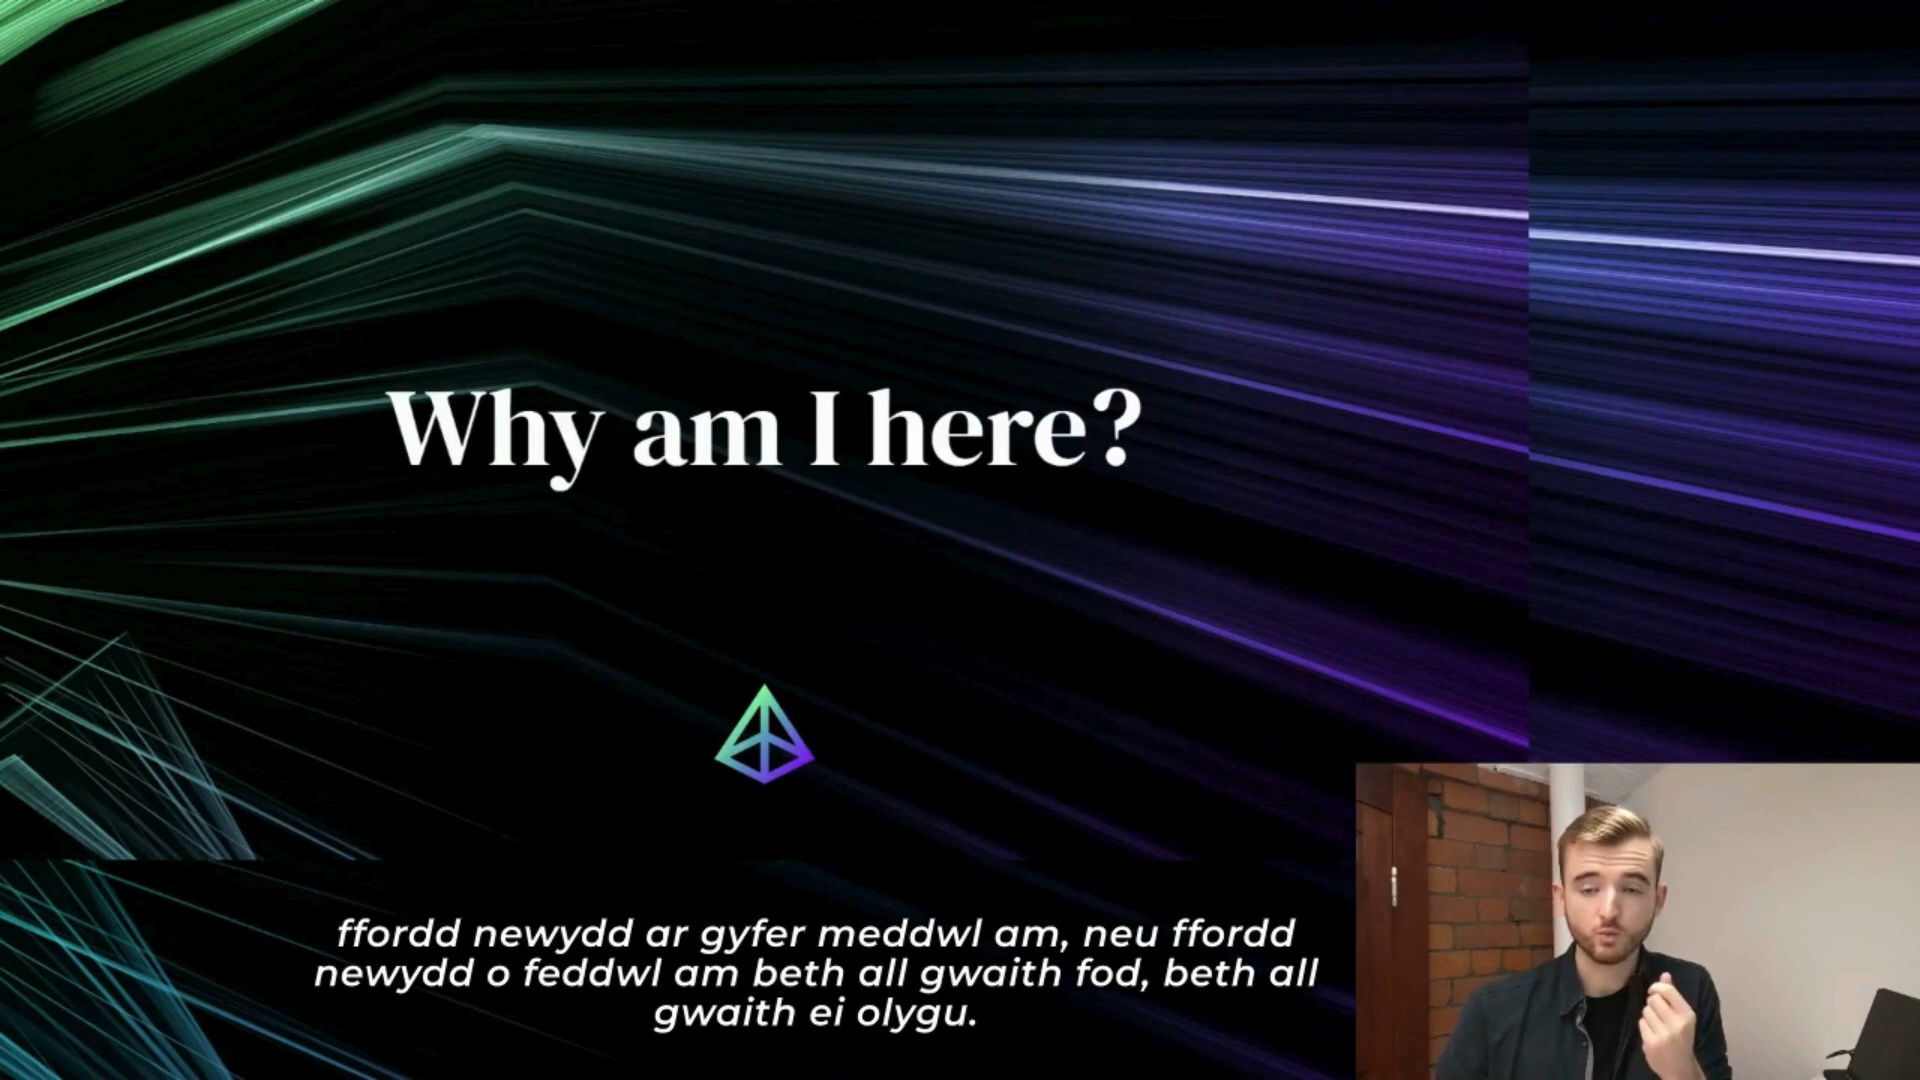 Why am I here?
ffordd newydd ar gyfer meddwl am, neu ffordd
newydd o feddwl am beth all gwaith fod, beth all
gwaith ei olygu.